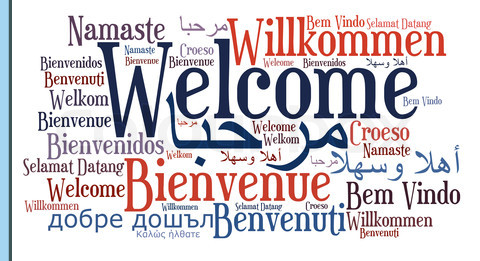 Namaste مرحبا Willkommen Bem Vindo Selamat Datang
Namaste Croeso
Bienvenidos Bienvenue Bienvenue Welcome Bienvenidos أهلا وسهلا
Benvenuti Welcome
Welkom Bem Vindo
Bienvenue مرحبا مرحبا Welcome Croeso
Bienvenidos Welkom Namaste
Selamat Datang Welkom أهلا وسهلا مرحبا أهلا وسهلا
Welcome Bienvenue Bem Vindo
Willkommen Willkommen Selamat Datang Croeso
добре дошъл Benvenuti Willkommen
Καλώς ήλθατε Benvenuti